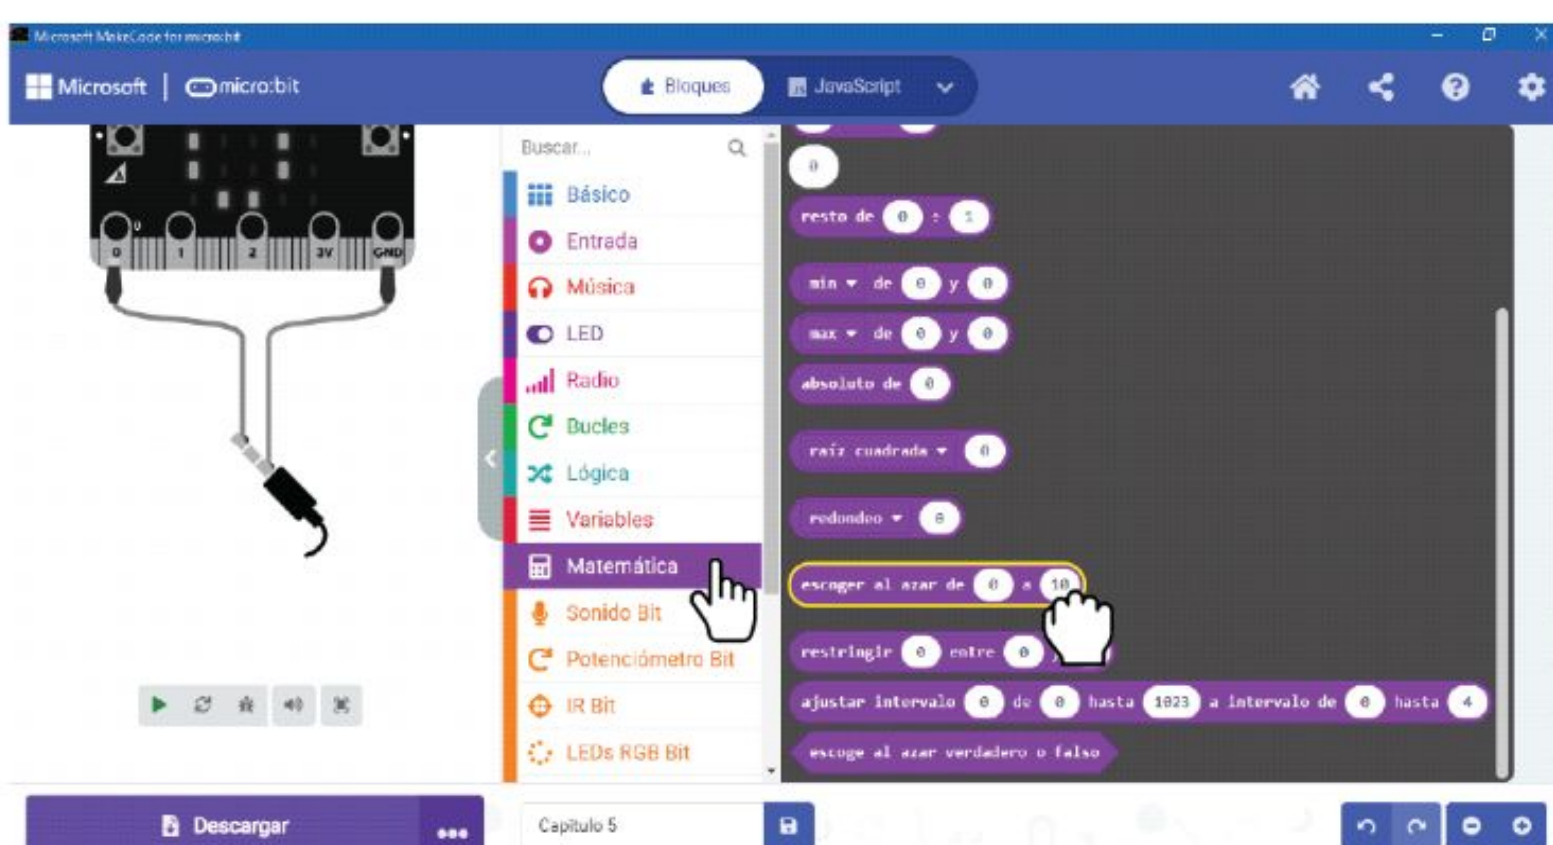 Microsoft MakeCode for micro:bit
Microsoft | micro:bit
Bloques
JavaScript
0
1
2
3V
GND
0
Buscar...
Básico
Entrada
Música
LED
Radio
Bucles
Lógica
Variables
Matemática
Sonido Bit
Potenciómetro Bit
IR Bit
LEDs RGB Bit
0
resto de 0 : 1
min de 0 y 0
max de 0 y 0
absoluto de 0
raíz cuadrada 0
redondeo 0
escoger al azar de 0 a 10
restringir 0 entre 0
ajustar intervalo 0 de 0 hasta 1023 a intervalo de 0 hasta 4
escoge al azar verdadero o falso
Descargar
Capitulo 5